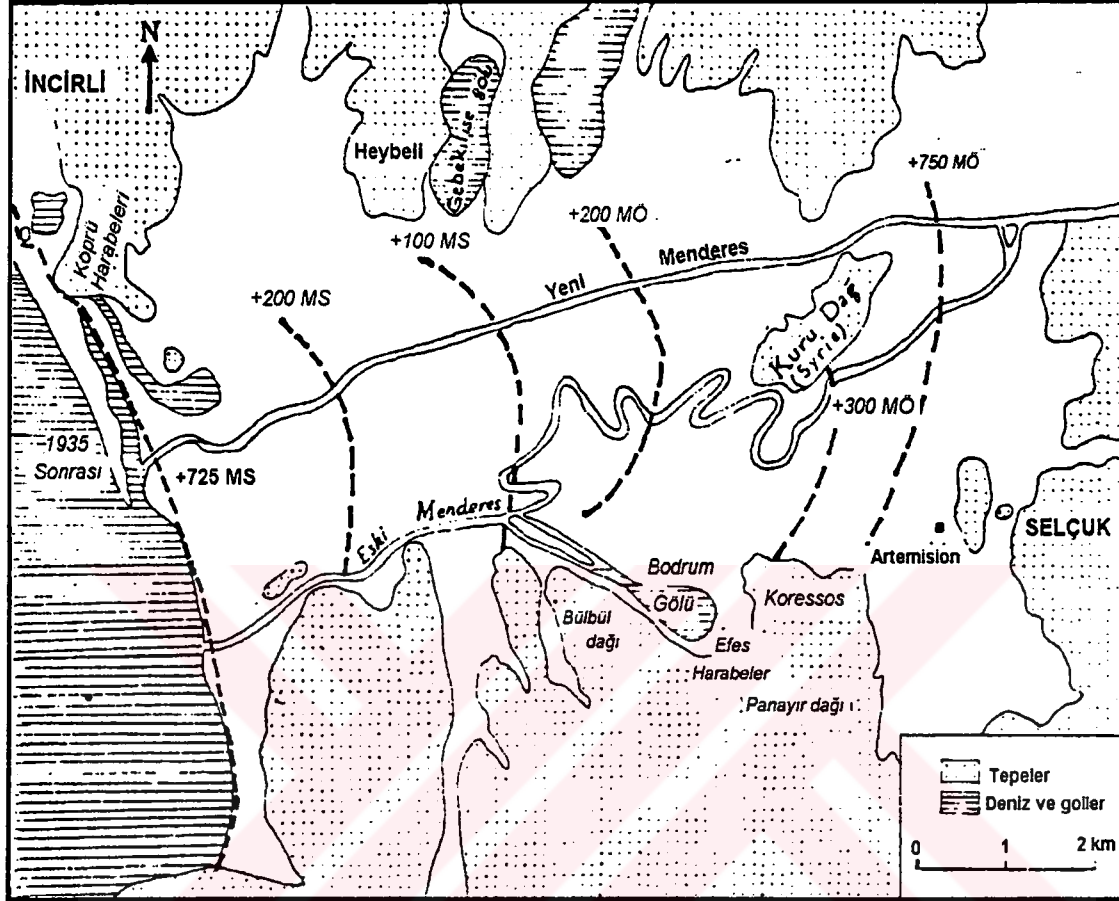 N
İNCİRLİ
Heybeli
Gebekilise Gölü
+750 MÖ
+200 MÖ
+100 MS
Köprü
Harabeleri
Yeni Menderes
+200 MS
Kuru Dağ
(Syria)
+300 MÖ
1935
Sonrası
+725 MS
Eski Menderes
SELÇUK
Artemision
Bodrum
Gölü
Koressos
Bülbül
dağı
Efes
Harabeler
Panayır dağı
Tepeler
Deniz ve goller
0 1 2 km